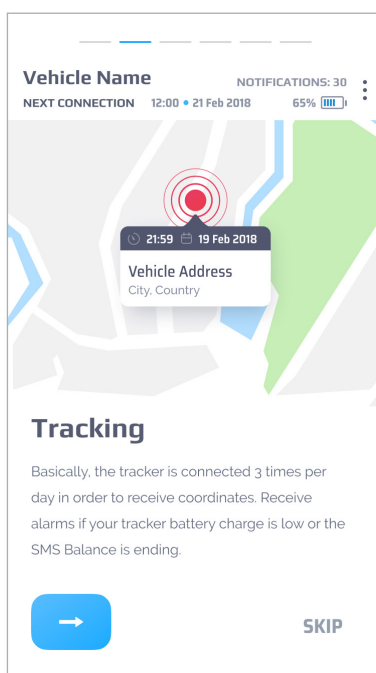 Vehicle Name
NOTIFICATIONS: 30
NEXT CONNECTION 12:00 • 21 Feb 2018 65%
21:59 19 Feb 2018
Vehicle Address
City, Country
Tracking
Basically, the tracker is connected 3 times per
day in order to receive coordinates. Receive
alarms if your tracker battery charge is low or the
SMS Balance is ending.
SKIP